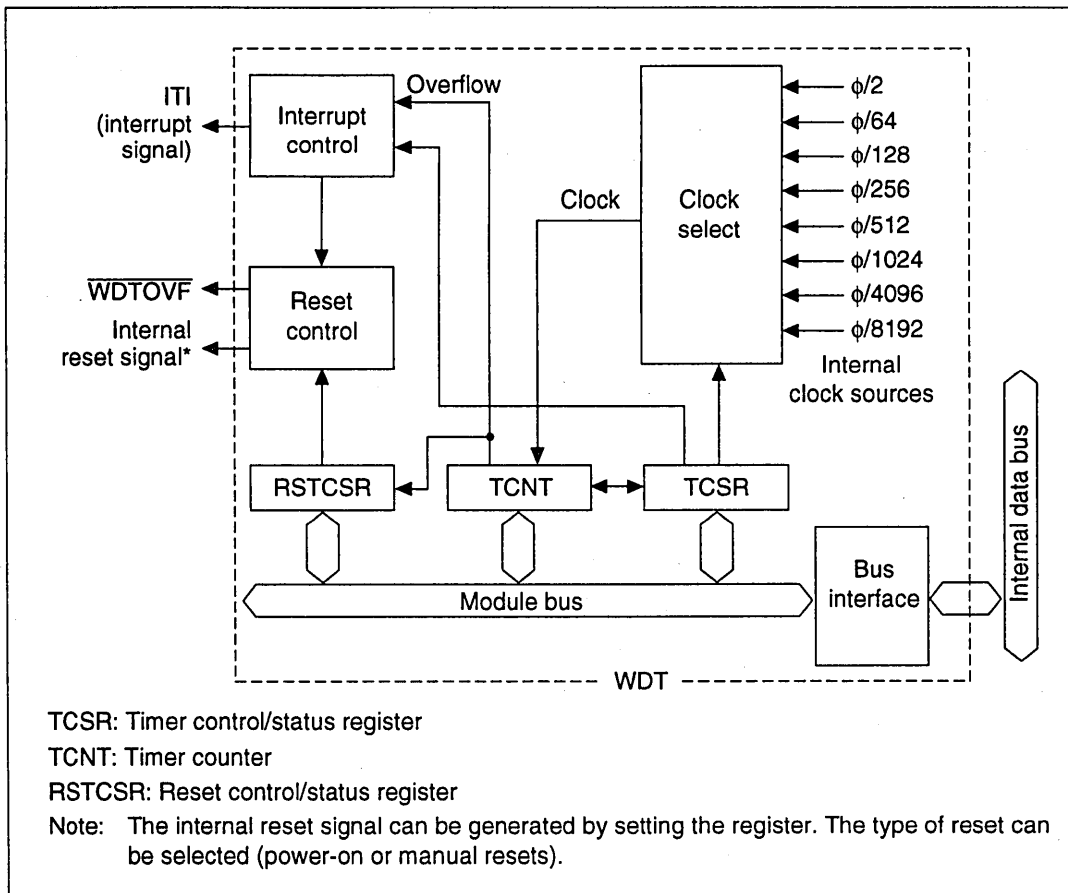 Overflow
ITI
(interrupt
signal)
Interrupt
control
Clock
Clock
select
ϕ/2
ϕ/64
ϕ/128
ϕ/256
ϕ/512
ϕ/1024
ϕ/4096
ϕ/8192
Internal
clock sources
WDTOVF
Internal
reset signal*
Reset
control
RSTCSR
TCNT
TCSR
Module bus
Bus
interface
Internal data bus
WDT
TCSR: Timer control/status register
TCNT: Timer counter
RSTCSR: Reset control/status register
Note: The internal reset signal can be generated by setting the register. The type of reset can
be selected (power-on or manual resets).